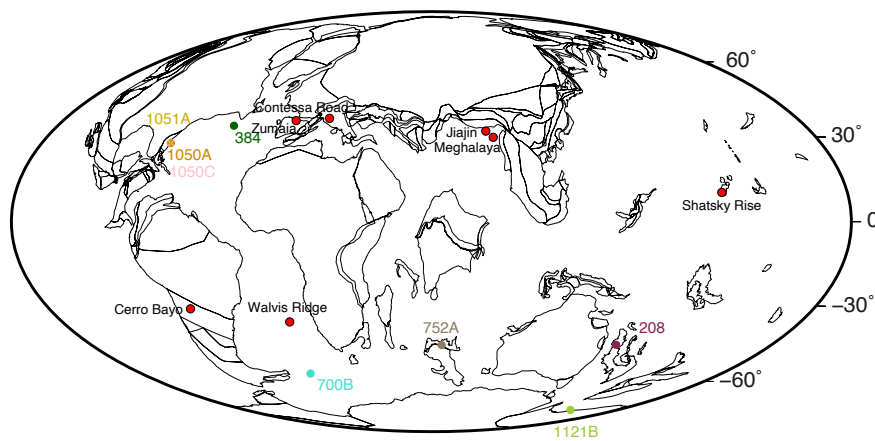 60°
Contessa Road
1051A
Zumaia
384
Jiajin
30°
1050A
Meghalaya
1050C
Shatsky Rise
0
Cerro Bayo
Walvis Ridge
−30°
752A
208
700B
−60°
1121B